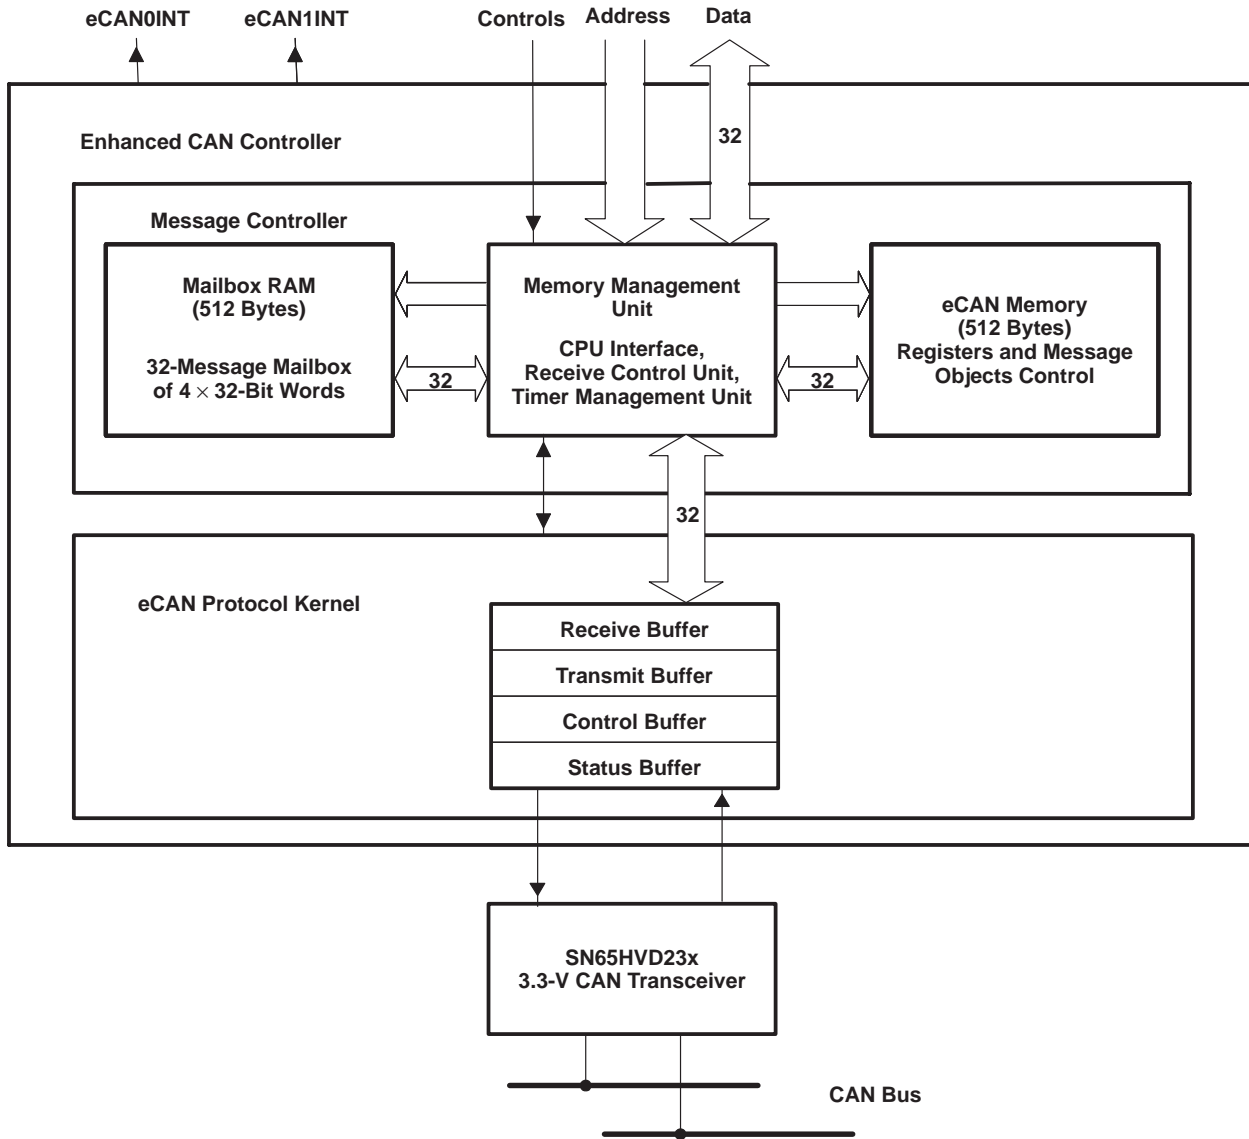 eCAN0INT
eCAN1INT
Controls
Address
Data
32
Enhanced CAN Controller
Message Controller
Mailbox RAM
(512 Bytes)
32-Message Mailbox
of 4 × 32-Bit Words
32
Memory Management
Unit
CPU Interface,
Receive Control Unit,
Timer Management Unit
32
eCAN Memory
(512 Bytes)
Registers and Message
Objects Control
32
eCAN Protocol Kernel
Receive Buffer
Transmit Buffer
Control Buffer
Status Buffer
SN65HVD23x
3.3-V CAN Transceiver
CAN Bus